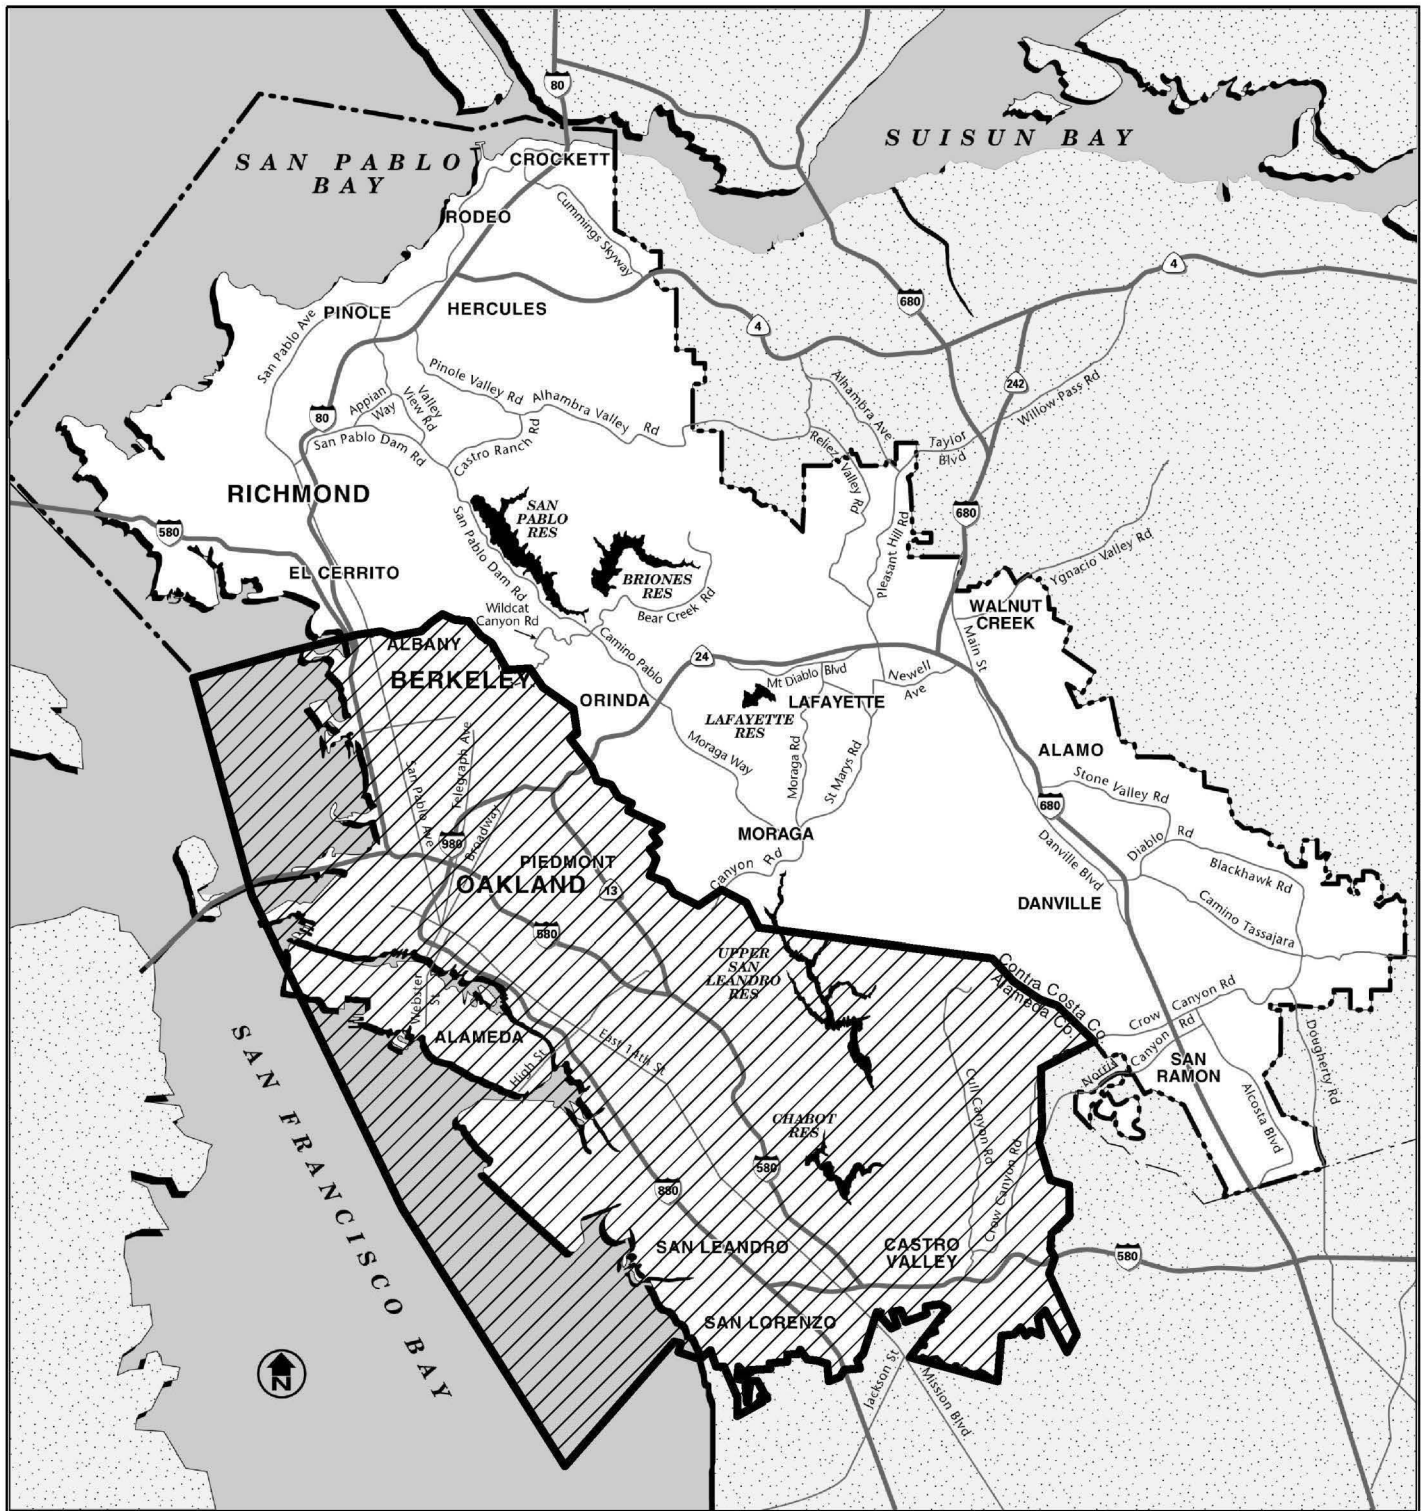 80
SUISUN BAY
SAN PABLO
BAY
CROCKETT
RODEO
Cummings Skyway
4
680
HERCULES
PINOLE
San Pablo Ave
4
242
Willow Pass Rd
Pinole Valley Rd
Alhambra Valley Rd
Alhambra Ave
Appian
Way
Valley
View Rd
80
San Pablo Dam Rd
Castro Ranch Rd
Reliez Valley Rd
Taylor
Blvd
RICHMOND
SAN
PABLO
RES
San Pablo Dam Rd
680
Pleasant Hill Rd
580
Ygnacio Valley Rd
EL CERRITO
BRIONES
RES
Bear Creek Rd
Wildcat
Canyon Rd
WALNUT
CREEK
Main St
ALBANY
BERKELEY
Camino Pablo
24
Mt Diablo Blvd
Newell
Ave
ORINDA
LAFAYETTE
LAFAYETTE
RES
Moraga Way
Moraga Rd
St Marys Rd
ALAMO
Stone Valley Rd
680
Telegraph Ave
San Pablo Ave
Broadway
980
MORAGA
Canyon Rd
Danville Blvd
Diablo Rd
Blackhawk Rd
PIEDMONT
OAKLAND
13
DANVILLE
Camino Tassajara
580
UPPER
SAN
LEANDRO
RES
Contra Costa Co.
Alameda Co.
Webster
St
Crow Canyon Rd
Norris Canyon Rd
Dougherty Rd
ALAMEDA
High St
East 14th St
SAN
RAMON
Alcosta Blvd
Cull Canyon Rd
Crow Canyon Rd
CHABOT
RES
580
880
SAN FRANCISCO BAY
SAN LEANDRO
CASTRO
VALLEY
580
SAN LORENZO
Jackson St
Mission Blvd
N